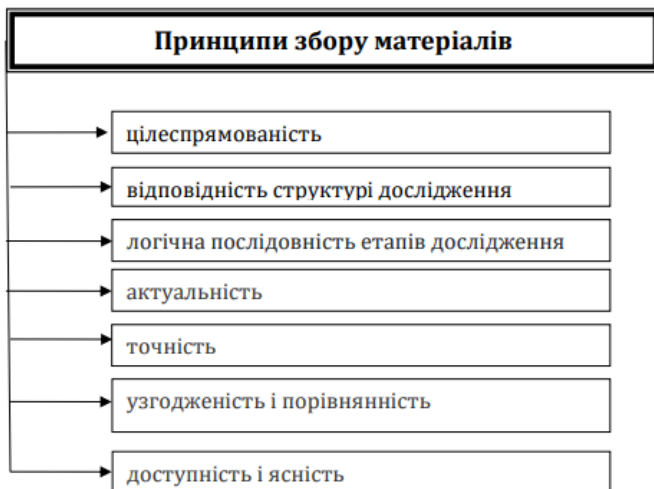 Принципи збору матеріалів
цілеспрямованість
відповідність структурі дослідження
логічна послідовність етапів дослідження
актуальність
точність
узгодженість і порівнянність
доступність і ясність